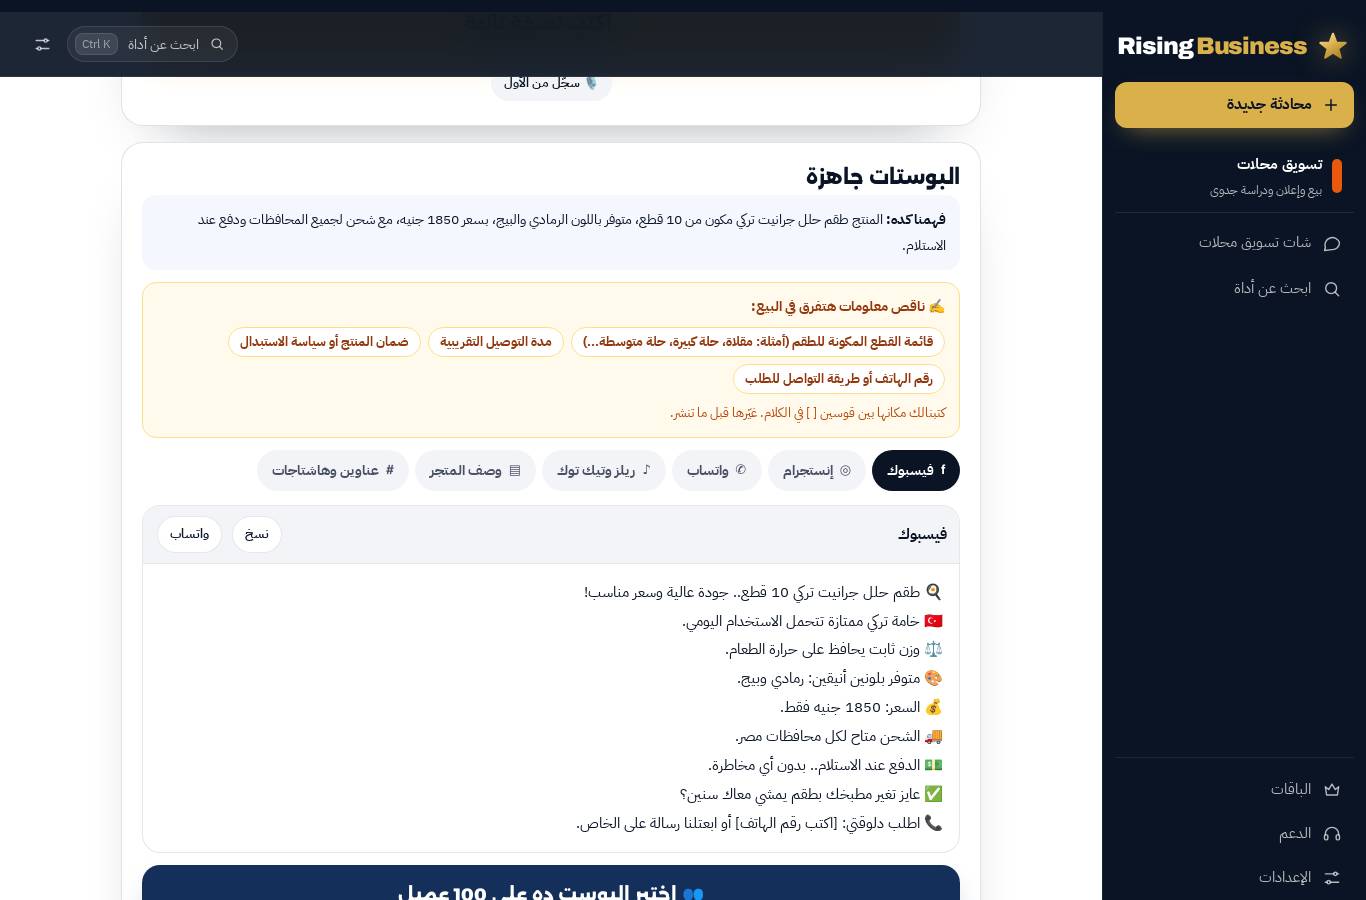 Rising Business
محادثة جديدة
تسويق محلات
بيع وإعلان ودراسة جدوى
شات تسويق محلات
ابحث عن أداة
الباقات
الدعم
الإعدادات
ابحث عن أداة Ctrl K
🎙️ سجّل من الأول
البوستات جاهزة
فهمنا كده: المنتج طقم حلل جرانيت تركي مكون من 10 قطع، متوفر باللون الرمادي والبيج، بسعر 1850 جنيه، مع شحن لجميع المحافظات ودفع عند
الاستلام.
✍️ ناقص معلومات هتفرق في البيع:
قائمة القطع المكونة للطقم (أمثلة: مقلاة، حلة كبيرة، حلة متوسطة...) مدة التوصيل التقريبية ضمان المنتج أو سياسة الاستبدال
رقم الهاتف أو طريقة التواصل للطلب
كتبنالك مكانها بين قوسين [ ] في الكلام. غيّرها قبل ما تنشر.
f فيسبوك ◎ إنستجرام ✆ واتساب ♪ ريلز وتيك توك ▤ وصف المتجر # عناوين وهاشتاجات
فيسبوك نسخ واتساب
🍳 طقم حلل جرانيت تركي 10 قطع.. جودة عالية وسعر مناسب!
🇹🇷 خامة تركي ممتازة تتحمل الاستخدام اليومي.
⚖️ وزن ثابت يحافظ على حرارة الطعام.
🎨 متوفر بلونين أنيقين: رمادي وبيج.
💰 السعر: 1850 جنيه فقط.
🚚 الشحن متاح لكل محافظات مصر.
💵 الدفع عند الاستلام.. بدون أي مخاطرة.
✅ عايز تغير مطبخك بطقم يمشي معاك سنين؟
📞 اطلب دلوقتي: [اكتب رقم الهاتف] أو ابعتلنا رسالة على الخاص.
👥 اختبر البوست ده على 100 عميل